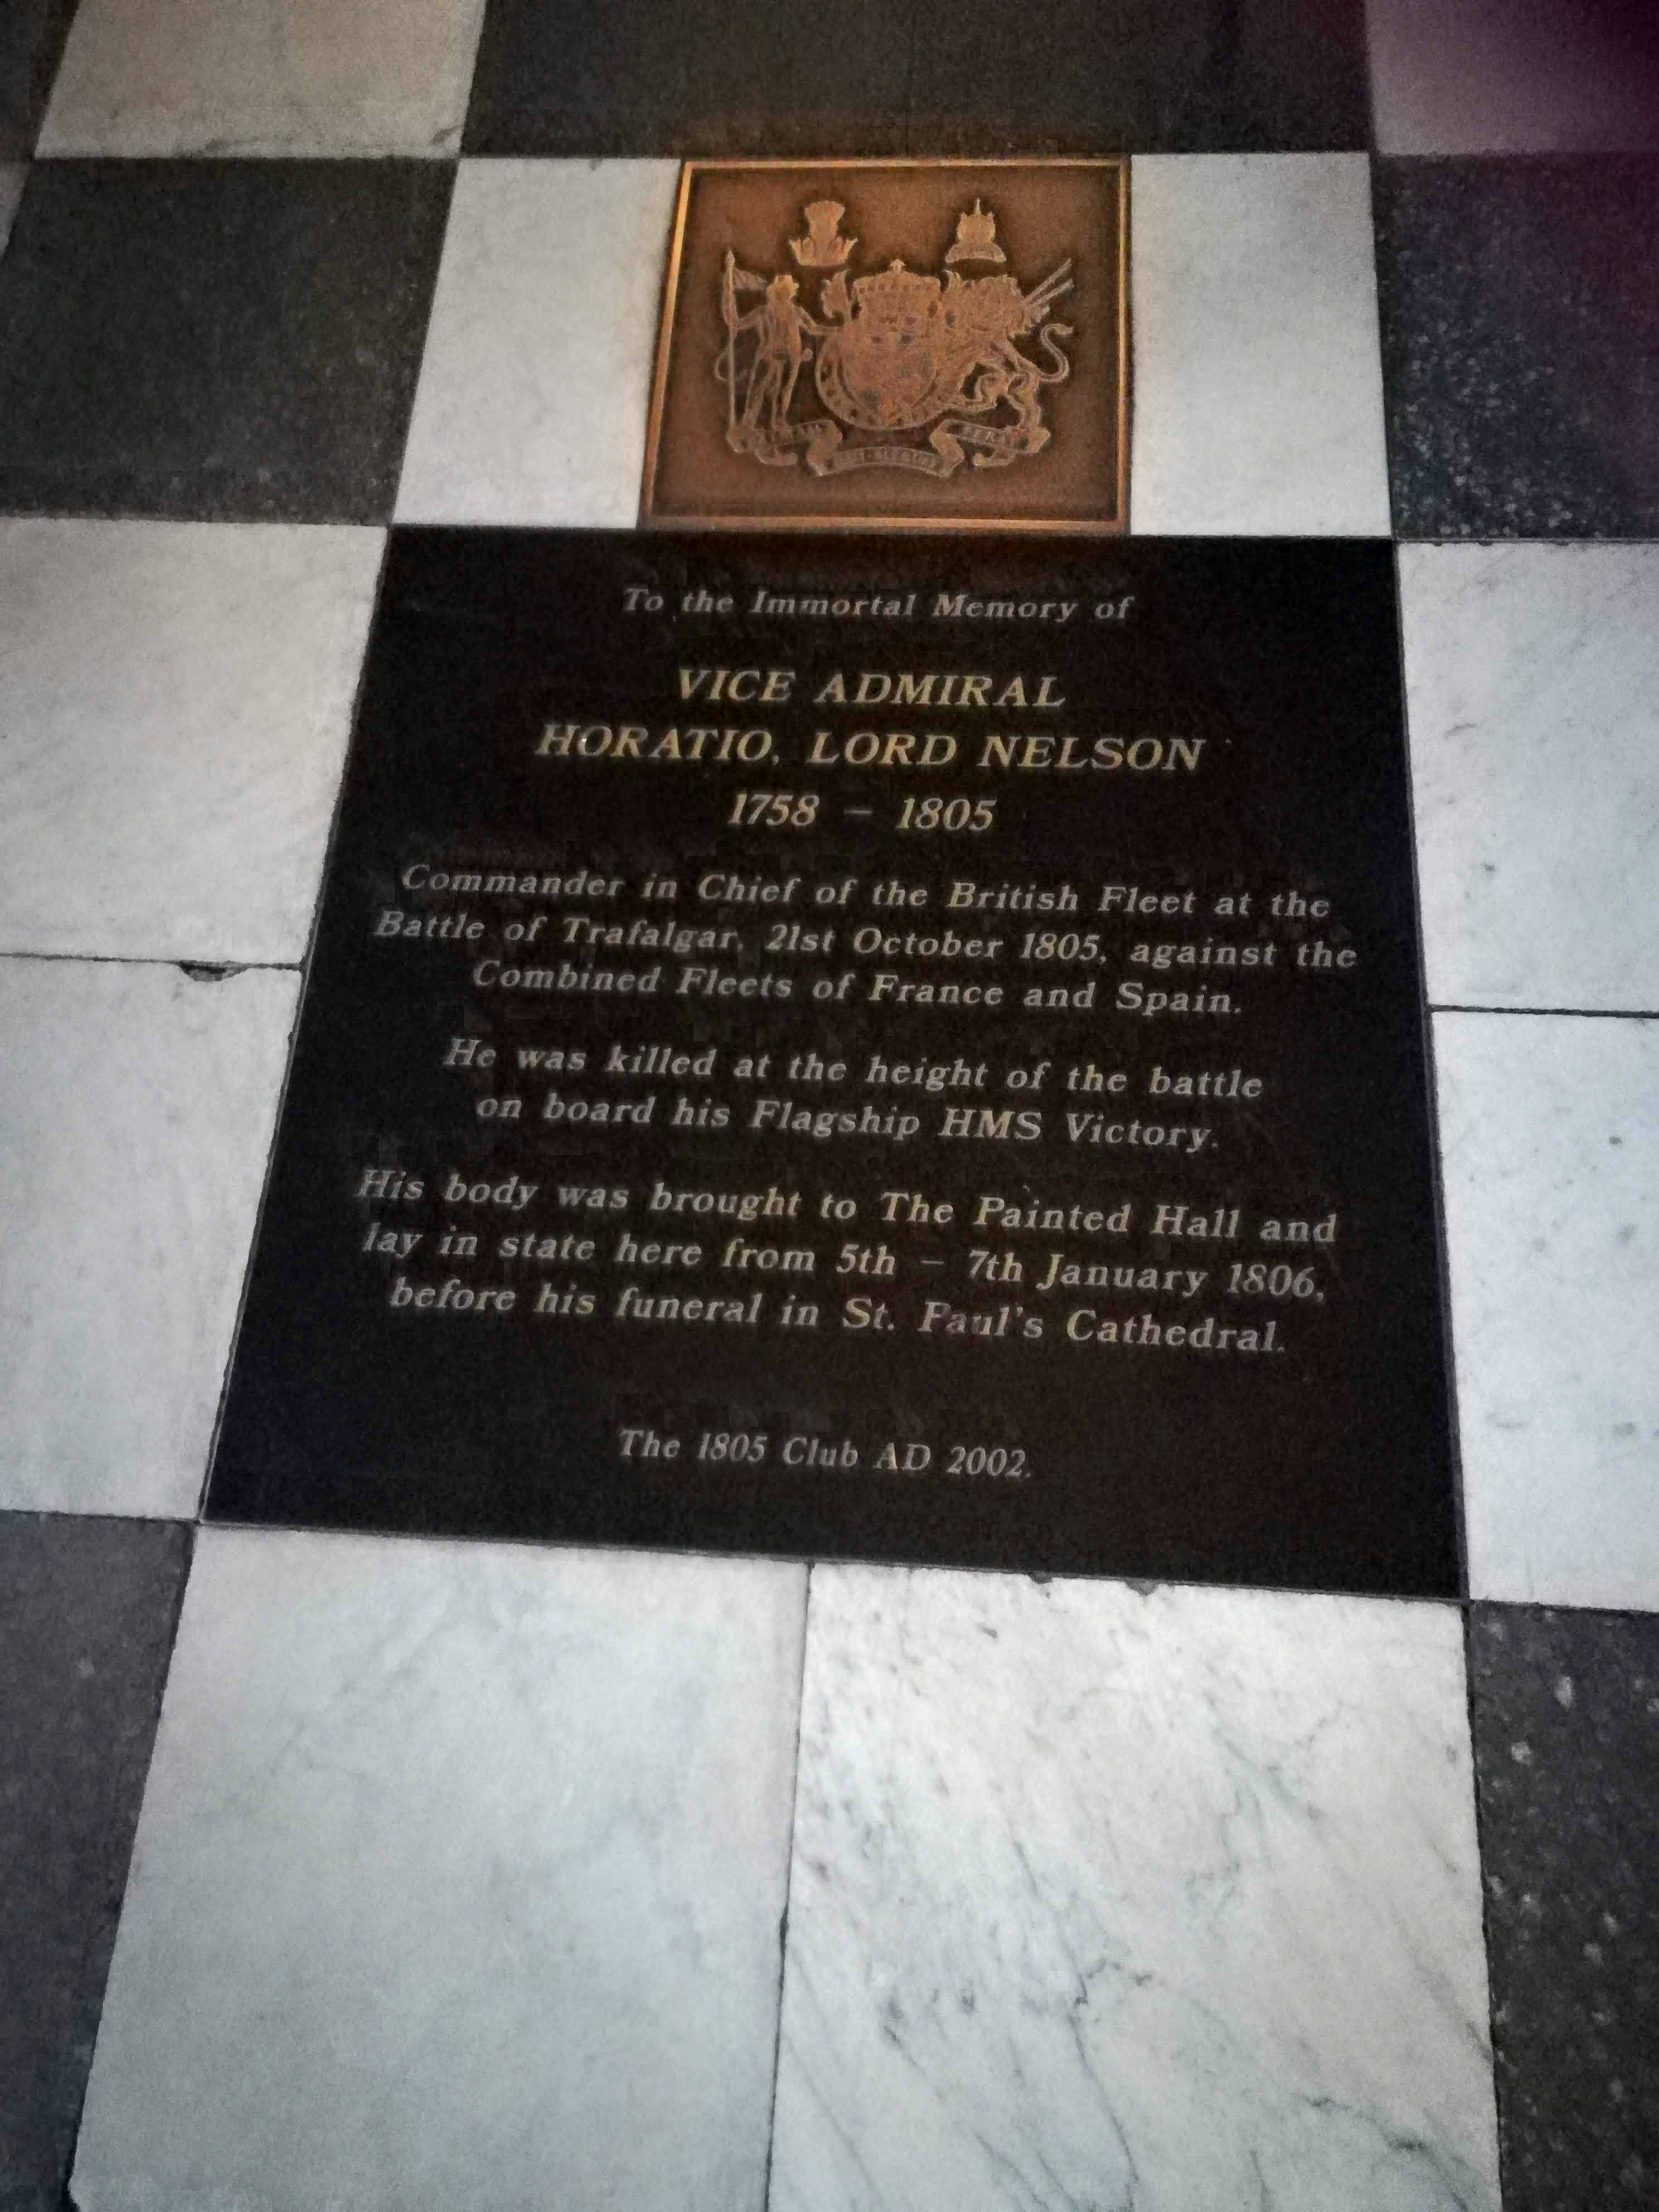 To the Immortal Memory of
VICE ADMIRAL
HORATIO, LORD NELSON
1758 – 1805
Commander in Chief of the British Fleet at the
Battle of Trafalgar, 21st October 1805, against the
Combined Fleets of France and Spain.
He was killed at the height of the battle
on board his Flagship HMS Victory.
His body was brought to The Painted Hall and
lay in state here from 5th – 7th January 1806,
before his funeral in St. Paul's Cathedral.
The 1805 Club AD 2002.